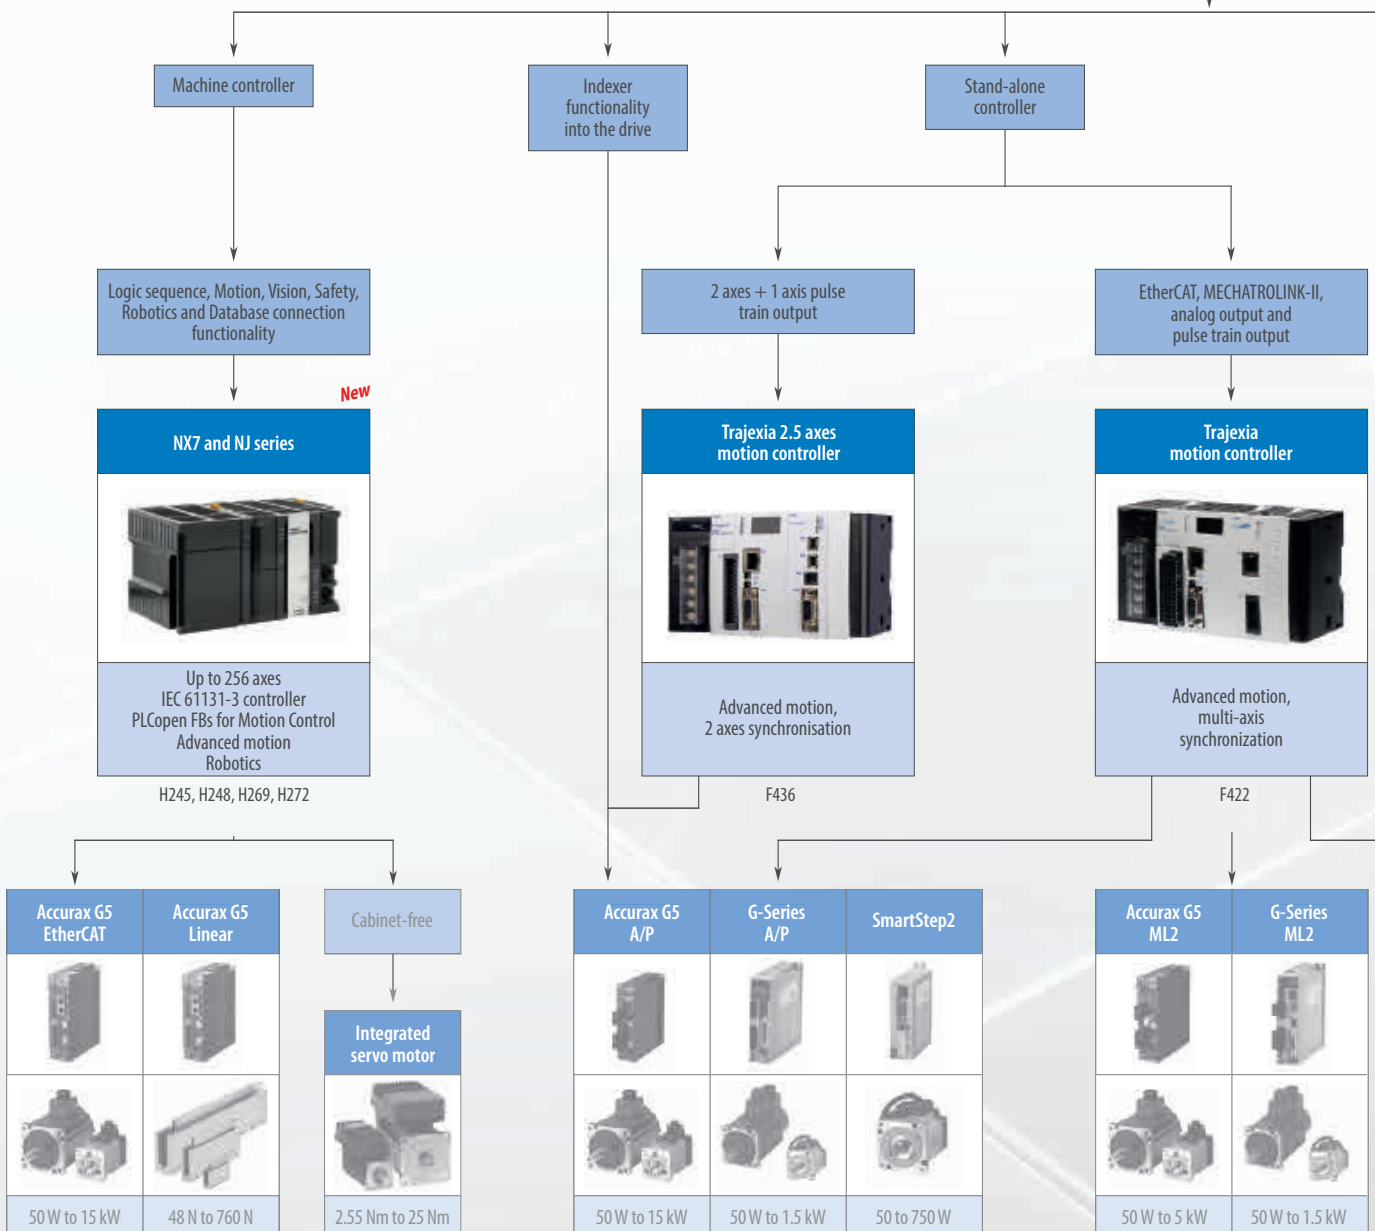 Machine controller
Indexer
functionality
into the drive
Stand-alone
controller
Logic sequence, Motion, Vision, Safety,
Robotics and Database connection
functionality
2 axes + 1 axis pulse
train output
EtherCAT, MECHATROLINK-II,
analog output and
pulse train output
New
NX7 and NJ series
Trajexia 2.5 axes
motion controller
Trajexia
motion controller
Up to 256 axes
IEC 61131-3 controller
PLCopen FBs for Motion Control
Advanced motion
Robotics
Advanced motion,
2 axes synchronisation
Advanced motion,
multi-axis
synchronization
H245, H248, H269, H272
F436
F422
Accurax G5
EtherCAT
Accurax G5
Linear
Cabinet-free
Integrated
servo motor
Accurax G5
A/P
G-Series
A/P
SmartStep2
Accurax G5
ML2
G-Series
ML2
50 W to 15 kW
48 N to 760 N
2.55 Nm to 25 Nm
50 W to 15 kW
50 W to 1.5 kW
50 to 750 W
50 W to 5 kW
50 W to 1.5 kW